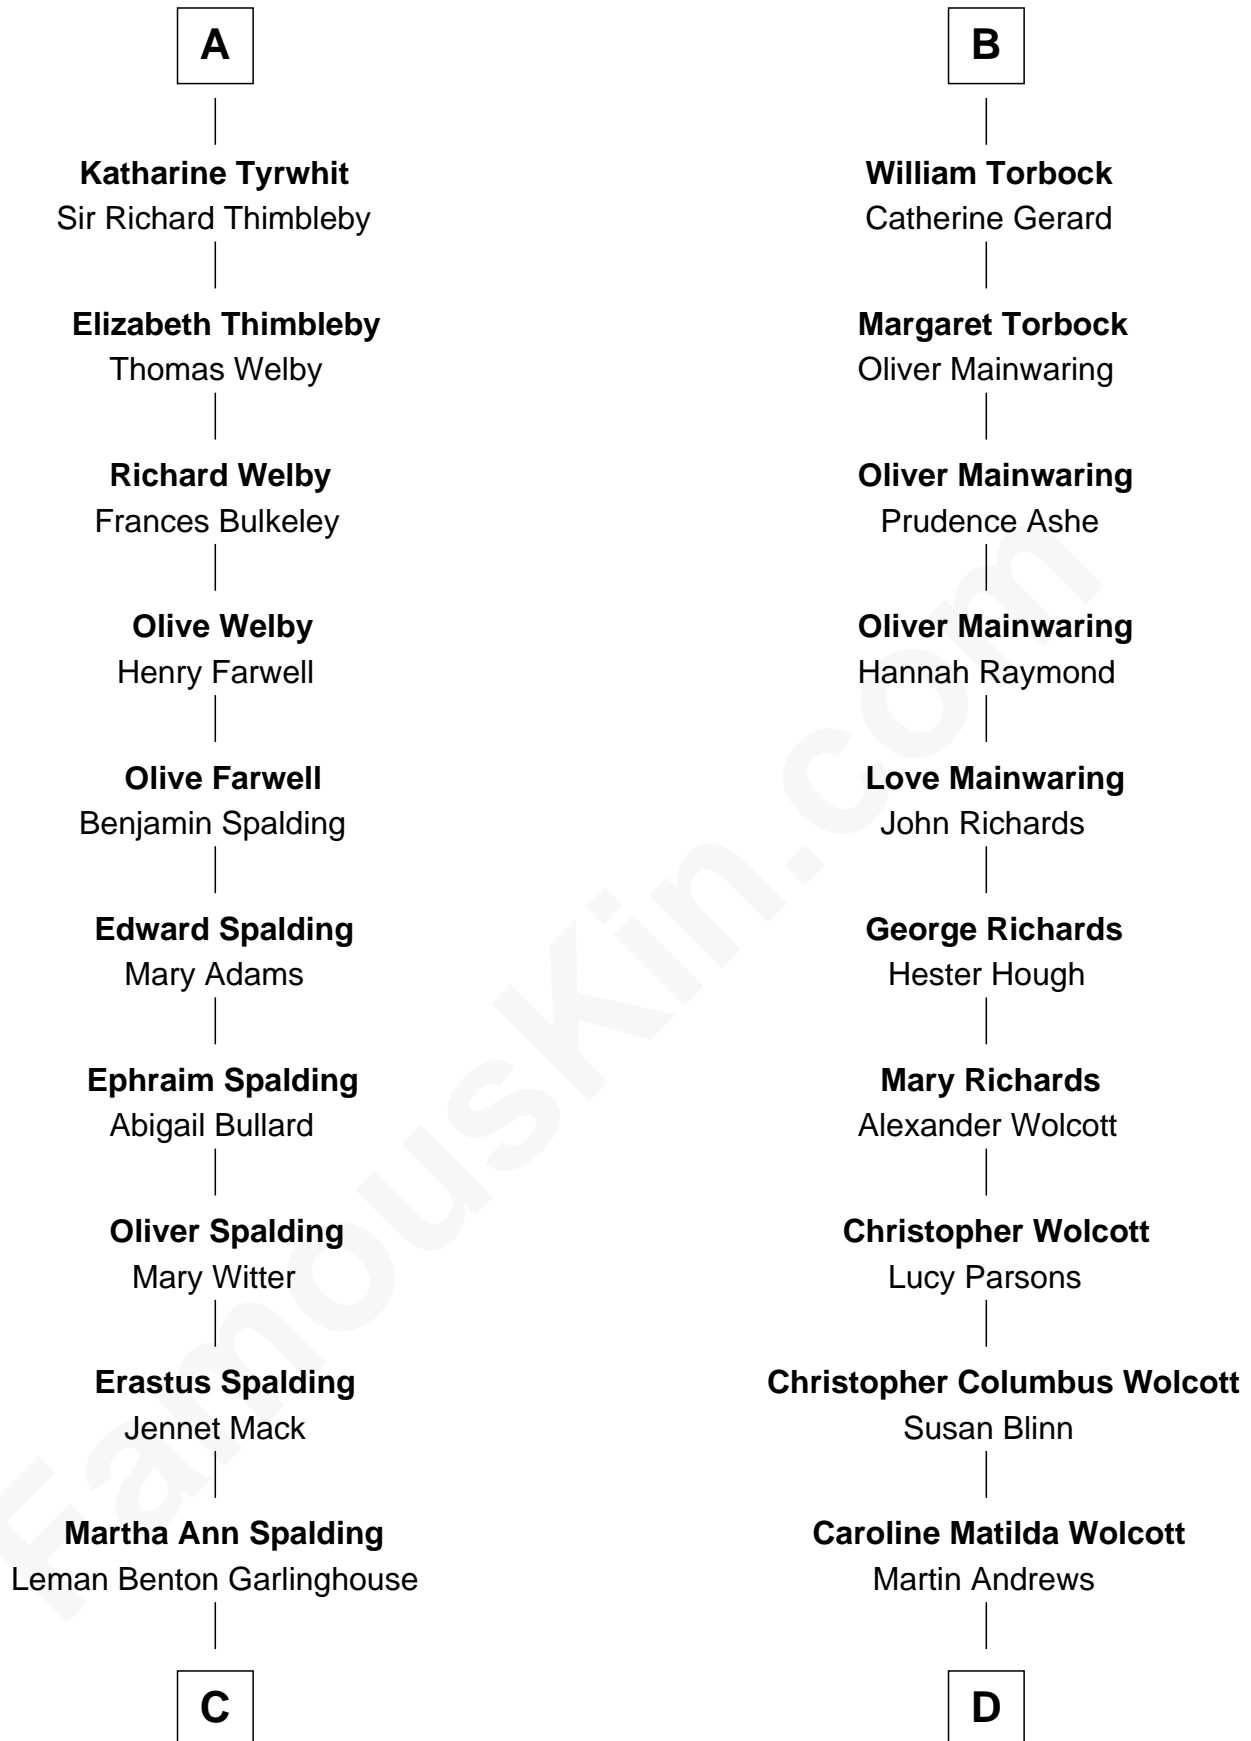 A
Katharine Tyrwhit
Sir Richard Thimbleby
Elizabeth Thimbleby
Thomas Welby
Richard Welby
Frances Bulkeley
Olive Welby
Henry Farwell
Olive Farwell
Benjamin Spalding
Edward Spalding
Mary Adams
Ephraim Spalding
Abigail Bullard
Oliver Spalding
Mary Witter
Erastus Spalding
Jennet Mack
Martha Ann Spalding
Leman Benton Garlinghouse
C
B
William Torbock
Catherine Gerard
Margaret Torbock
Oliver Mainwaring
Oliver Mainwaring
Prudence Ashe
Oliver Mainwaring
Hannah Raymond
Love Mainwaring
John Richards
George Richards
Hester Hough
Mary Richards
Alexander Wolcott
Christopher Wolcott
Lucy Parsons
Christopher Columbus Wolcott
Susan Blinn
Caroline Matilda Wolcott
Martin Andrews
D
FamousKin.com